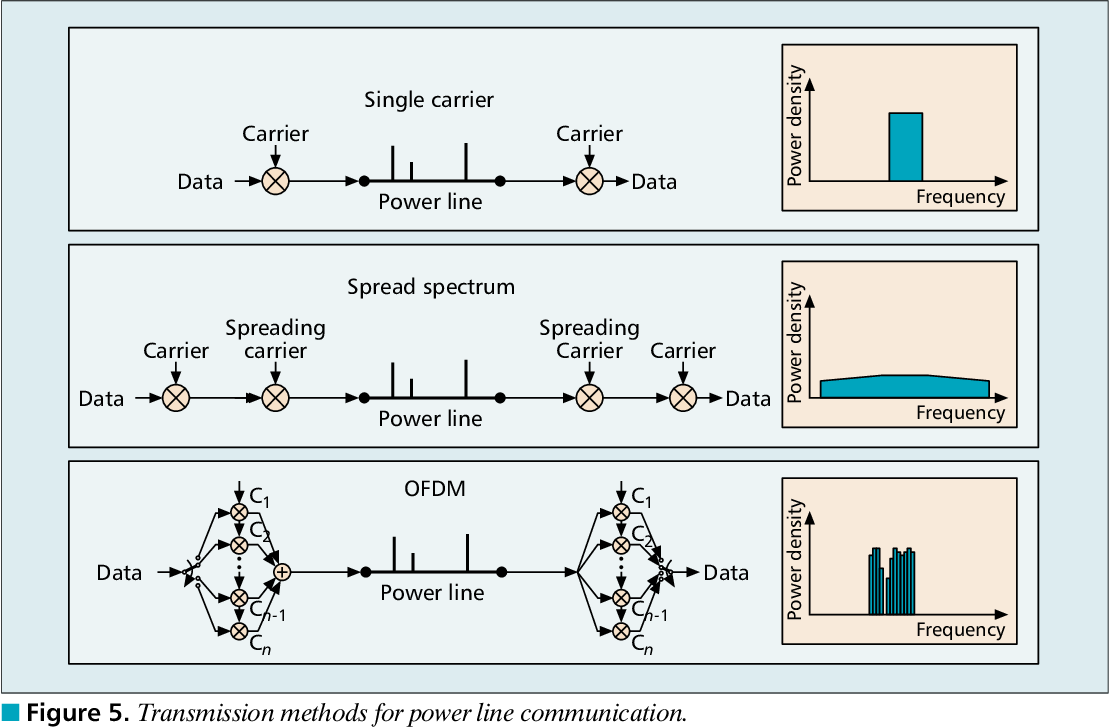 Single carrier
Carrier
Carrier
Data
Data
Power line
Power density
Frequency
Spread spectrum
Carrier
Spreading
carrier
Spreading
Carrier
Carrier
Data
Data
Power line
Power density
Frequency
OFDM
C1
C2
Cn-1
Cn
C1
C2
Cn-1
Cn
Data
Data
Power line
Power density
Frequency
Figure 5. Transmission methods for power line communication.